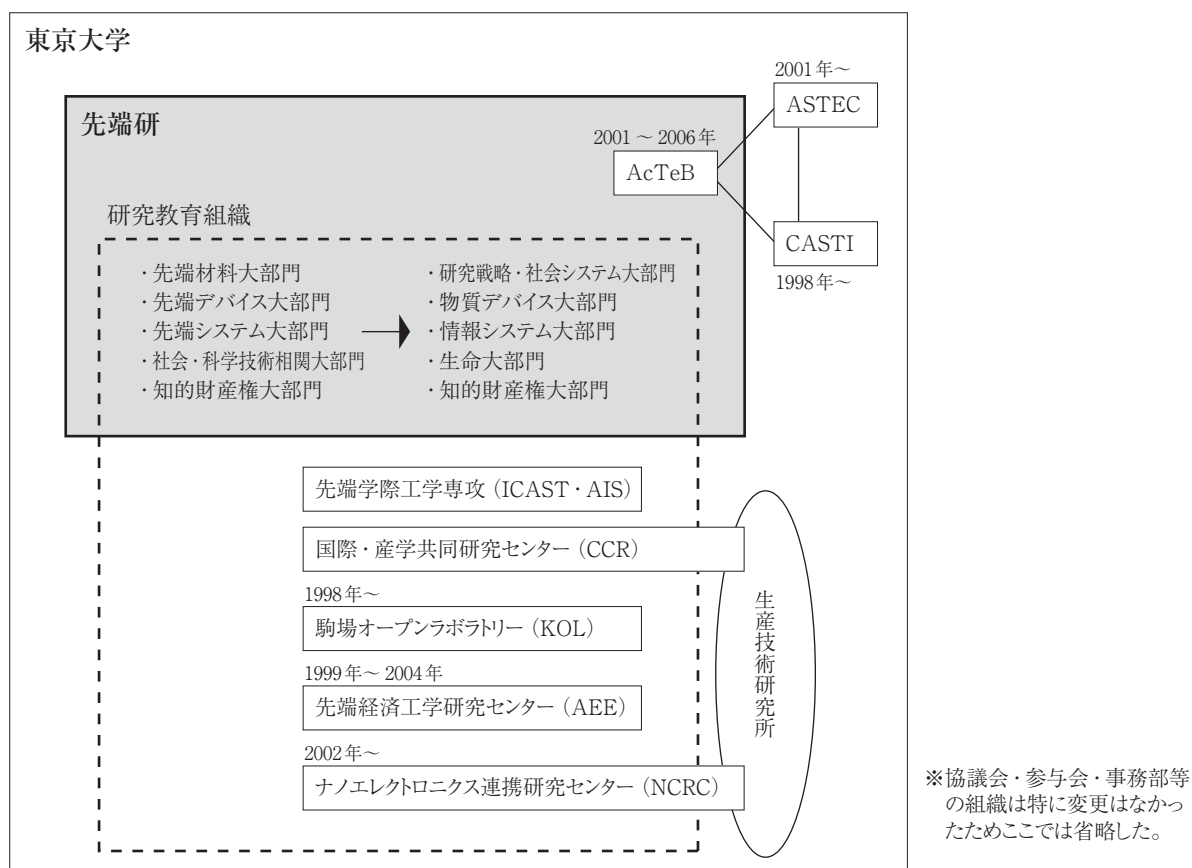 東京大学
先端研
2001年～
ASTEC
2001～2006年
AcTeB
CASTI
1998年～
研究教育組織
・先端材料大部門
・先端デバイス大部門
・先端システム大部門
・社会・科学技術相関大部門
・知的財産権大部門
・研究戦略・社会システム大部門
・物質デバイス大部門
・情報システム大部門
・生命大部門
・知的財産権大部門
先端学際工学専攻（ICAST・AIS）
国際・産学共同研究センター（CCR）
1998年～
駒場オープンラボラトリー（KOL）
1999年～2004年
先端経済工学研究センター（AEE）
2002年～
ナノエレクトロニクス連携研究センター（NCRC）
生産技術研究所
※協議会・参与会・事務部等
の組織は特に変更はなかっ
たためここでは省略した。